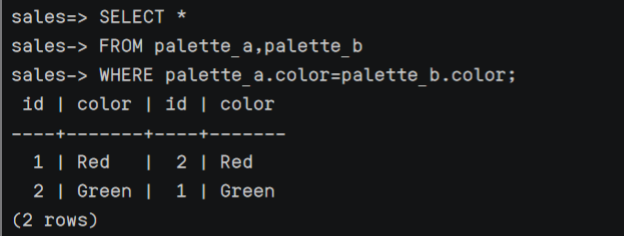 sales=> SELECT *
sales-> FROM palette_a,palette_b
sales-> WHERE palette_a.color=palette_b.color;
 id | color | id | color
----+-------+----+-------
  1 | Red   |  2 | Red
  2 | Green |  1 | Green
(2 rows)